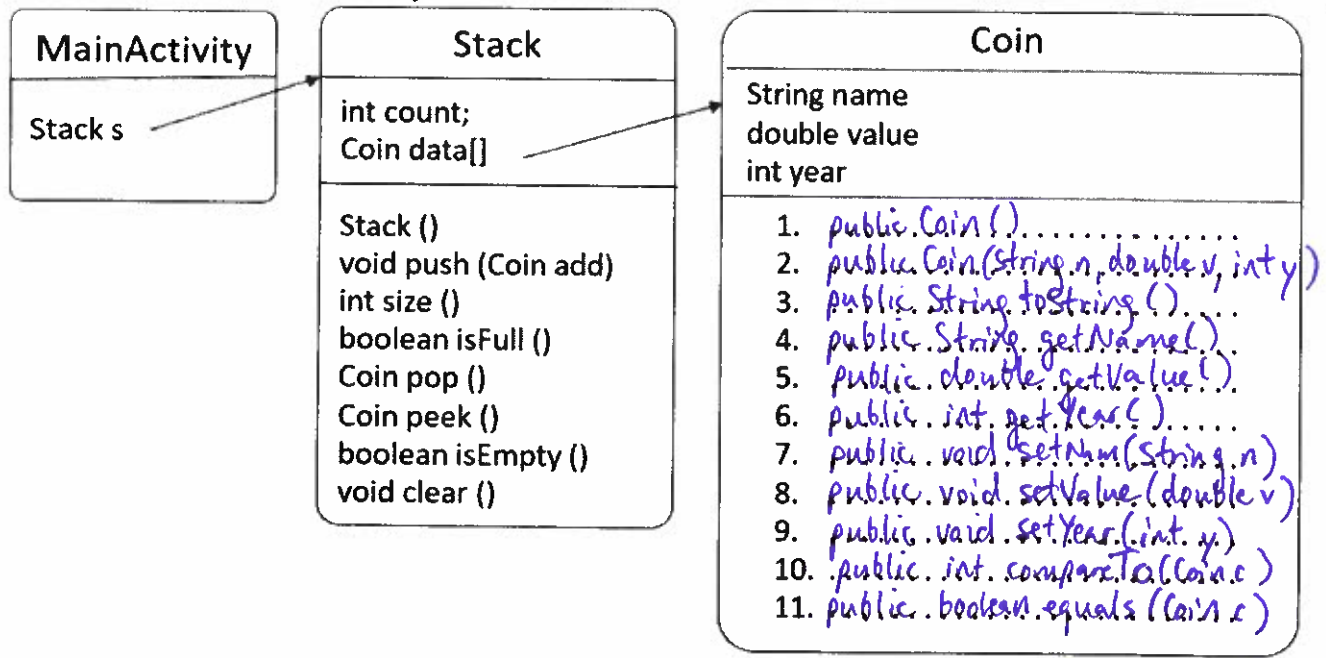 MainActivity
Stack s
Stack
int count;
Coin data[]
Stack ()
void push (Coin add)
int size ()
boolean isFull ()
Coin pop ()
Coin peek ()
boolean isEmpty ()
void clear ()
Coin
String name
double value
int year
1. public Coin()
2. public Coin(String n, double v, int y)
3. public String toString()
4. public String getName()
5. public double getValue()
6. public int getYear()
7. public void setNam(String n)
8. public void setValue(double v)
9. public void setYear(int y)
10. public int compareTo(Coin c)
11. public boolean equals(Coin c)